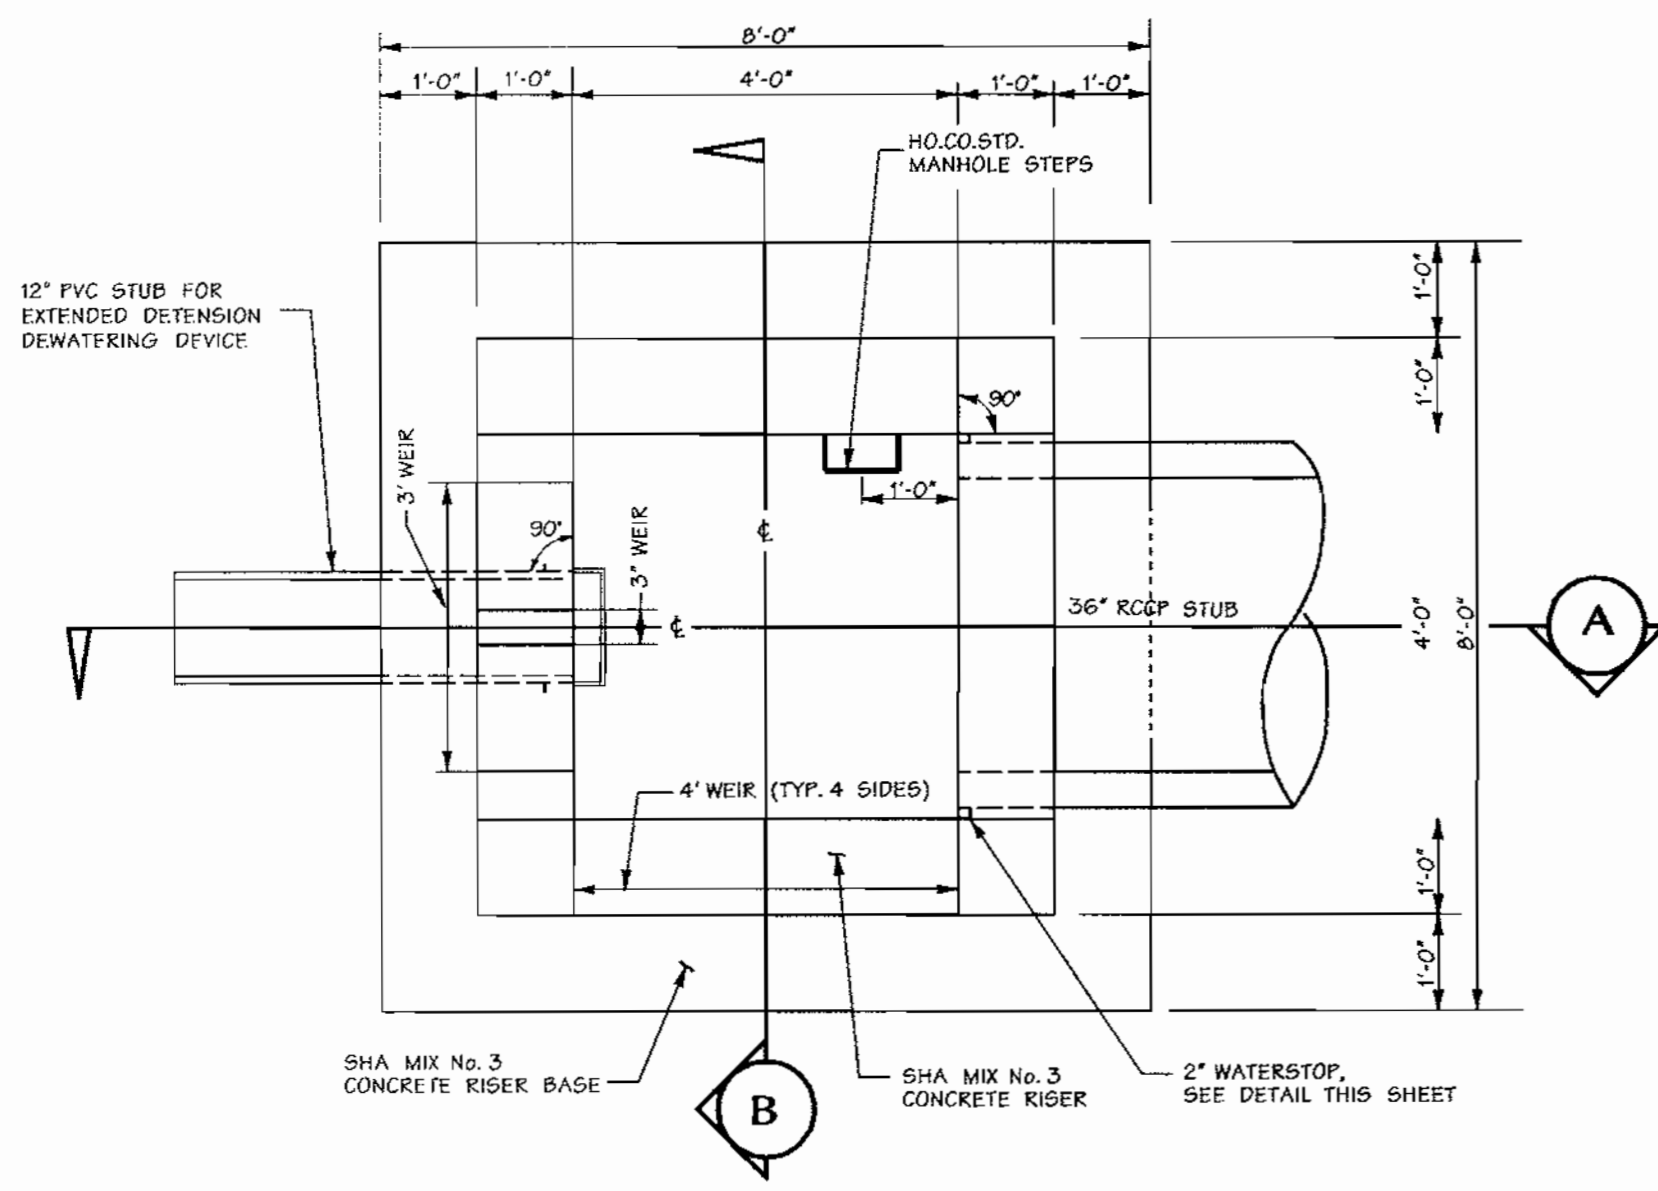 8'-0"
1'-0"
1'-0"
4'-0"
1'-0"
1'-0"
HO.CO.STD.
MANHOLE STEPS
12" PVC STUB FOR
EXTENDED DETENSION
DEWATERING DEVICE
1'-0"
1'-0"
90°
3' WEIR
1'-0"
90°
3" WEIR
℄
℄
36" RCCP STUB
4'-0"
8'-0"
A
4' WEIR (TYP. 4 SIDES)
1'-0"
1'-0"
SHA MIX No. 3
CONCRETE RISER BASE
SHA MIX No. 3
CONCRETE RISER
2" WATERSTOP,
SEE DETAIL THIS SHEET
B